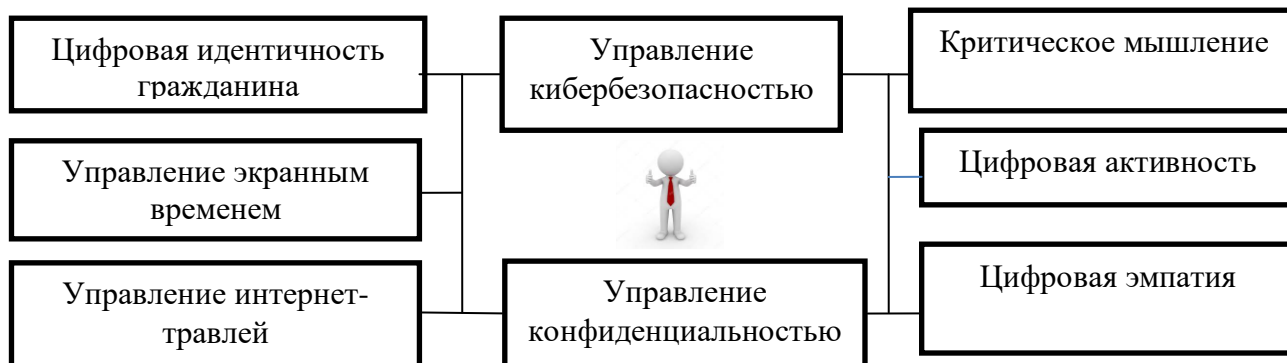 Цифровая идентичность
гражданина
Управление
кибербезопасностью
Критическое мышление
Управление экранным
временем
Цифровая активность
Управление интернет-
травлей
Управление
конфиденциальностью
Цифровая эмпатия